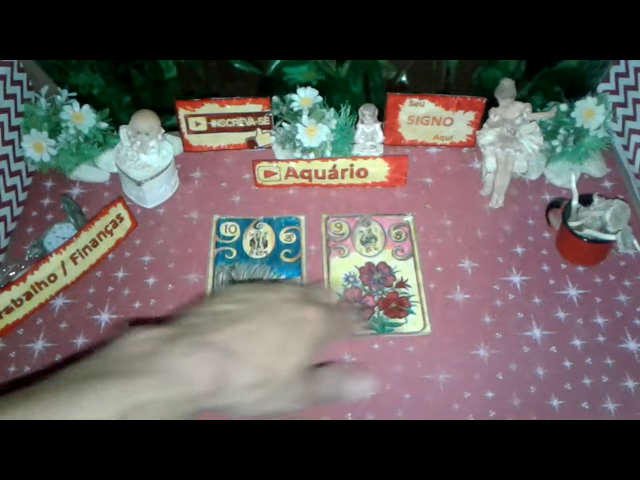 INSCREVA-SE
Seu
SIGNO
Aqui
Aquário
Trabalho / Finanças
10
9